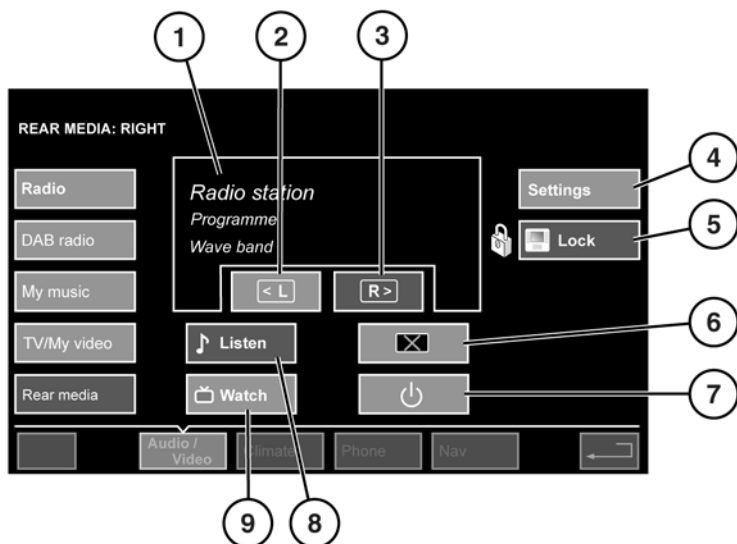 1
2
3
REAR MEDIA: RIGHT
4
Radio
Radio station
Settings
Programme
5
DAB radio
Wave band
Lock
My music
< L
R >
6
TV/My video
Listen
7
Rear media
Watch
Audio /
Video
Climate
Phone
Nav
9
8